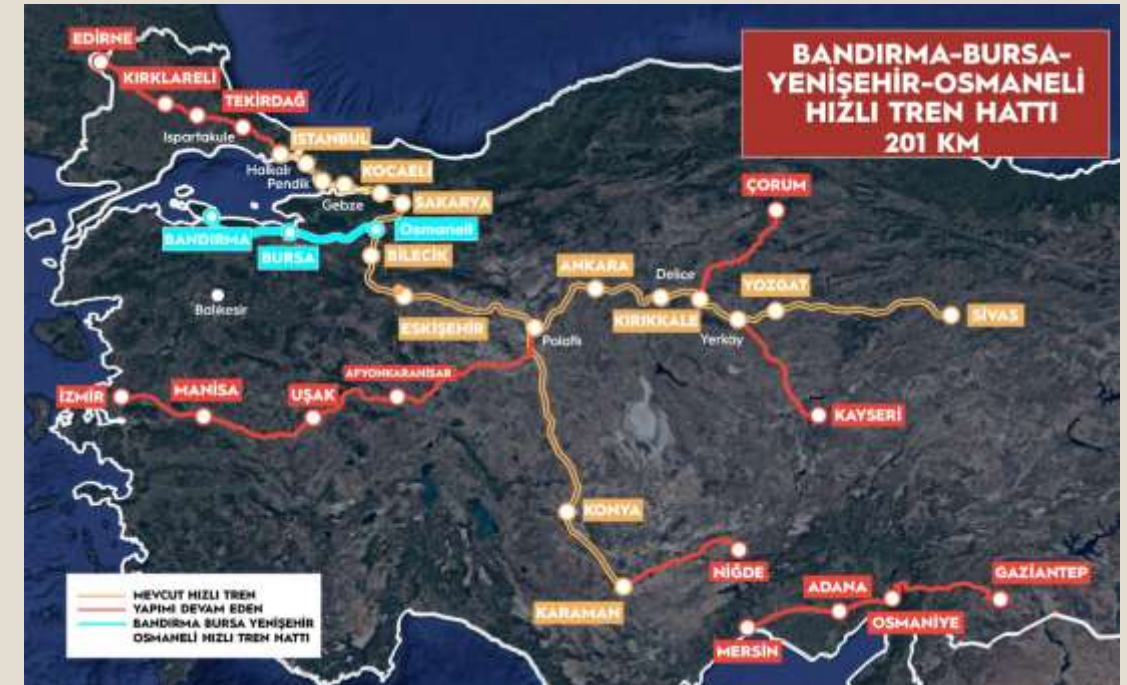 EDİRNE
KIRKLARELİ
TEKİRDAĞ
Ispartakule
İSTANBUL
Halkalı
Pendik
KOCAELİ
Gebze
SAKARYA
BANDIRMA-BURSA-
YENİŞEHİR-OSMANELİ
HIZLI TREN HATTI
201 KM
ÇORUM
BANDIRMA
BURSA
Osmaneli
BİLECİK
ANKARA
Delice
YOZGAT
Balıkesir
ESKİŞEHİR
Polatlı
KIRIKKALE
Yerköy
SİVAS
İZMİR
MANİSA
UŞAK
AFYONKARAHİSAR
KAYSERİ
KONYA
NİĞDE
KARAMAN
ADANA
GAZİANTEP
OSMANİYE
MERSİN
MEVCUT HIZLI TREN
YAPIMI DEVAM EDEN
BANDIRMA BURSA YENİŞEHİR
OSMANELİ HIZLI TREN HATTI